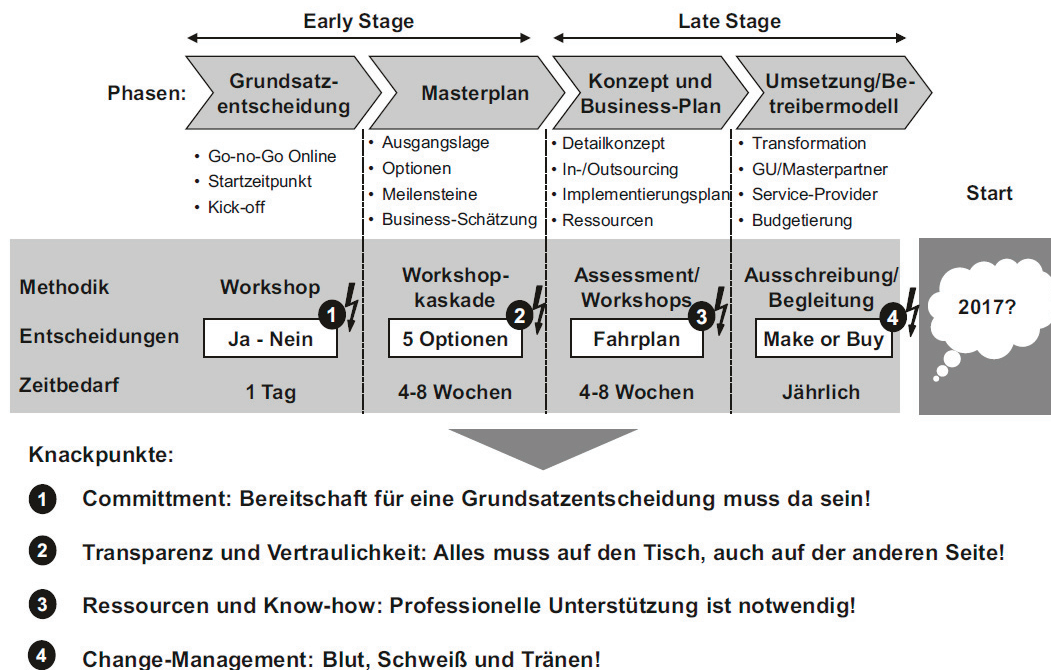 Early Stage
Late Stage
Phasen:
Grundsatz-
entscheidung
Masterplan
Konzept und
Business-Plan
Umsetzung/Be-
treibermodell
• Go-no-Go Online
• Startzeitpunkt
• Kick-off
• Ausgangslage
• Optionen
• Meilensteine
• Business-Schätzung
• Detailkonzept
• In-/Outsourcing
• Implementierungsplan
• Ressourcen
• Transformation
• GU/Masterpartner
• Service-Provider
• Budgetierung
Start
Methodik
Workshop
Workshop-
kaskade
Assessment/
Workshops
Ausschreibung/
Begleitung
2017?
Entscheidungen
Ja - Nein
1
5 Optionen
2
Fahrplan
3
Make or Buy
4
Zeitbedarf
1 Tag
4-8 Wochen
4-8 Wochen
Jährlich
Knackpunkte:
1 Committment: Bereitschaft für eine Grundsatzentscheidung muss da sein!
2 Transparenz und Vertraulichkeit: Alles muss auf den Tisch, auch auf der anderen Seite!
3 Ressourcen und Know-how: Professionelle Unterstützung ist notwendig!
4 Change-Management: Blut, Schweiß und Tränen!